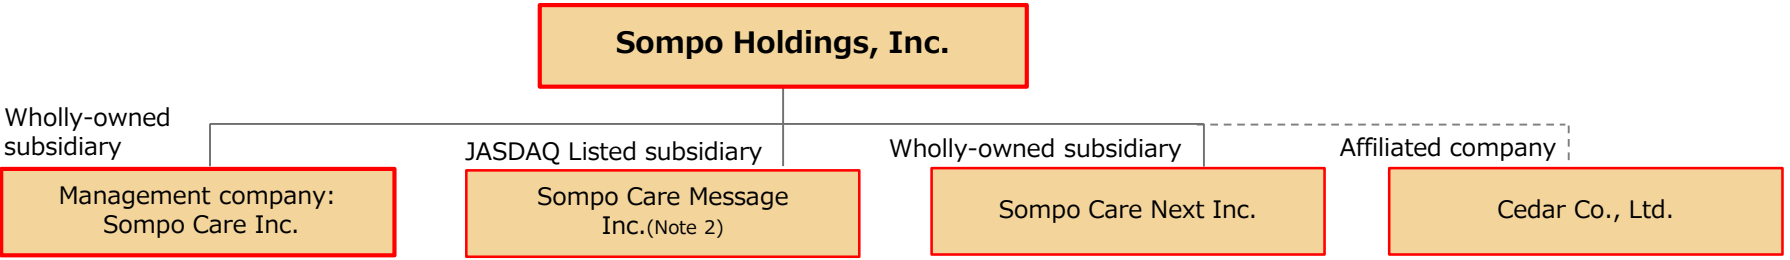 Sompo Holdings, Inc.
Wholly-owned
subsidiary
JASDAQ Listed subsidiary
Wholly-owned subsidiary
Affiliated company
Management company:
Sompo Care Inc.
Sompo Care Message
Inc.(Note 2)
Sompo Care Next Inc.
Cedar Co., Ltd.